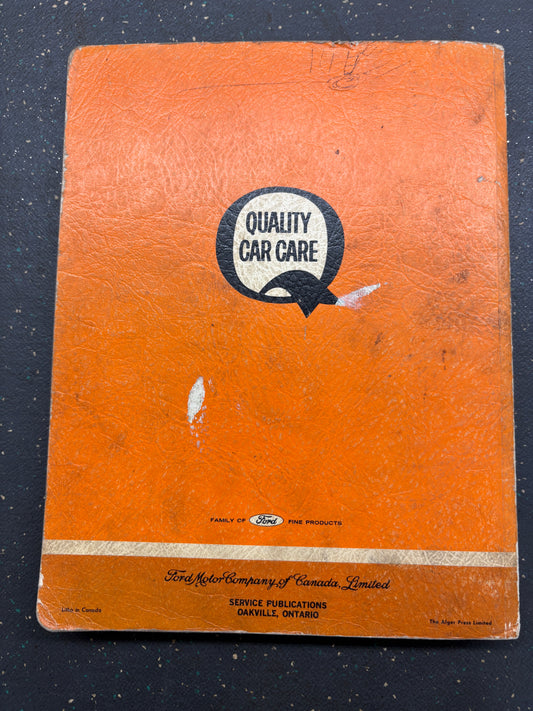 QUALITY
CAR CARE
FAMILY OF Ford FINE PRODUCTS
Ford Motor Company of Canada, Limited
SERVICE PUBLICATIONS
OAKVILLE, ONTARIO
Litho in Canada
The Alger Press Limited